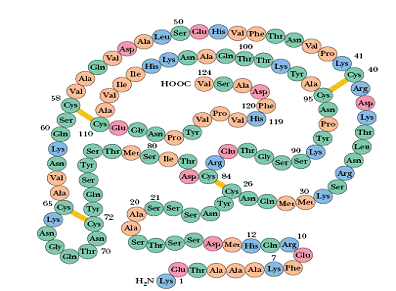 50
Ala Leu Ser Glu His Val Phe Thr Asn
Asp Val
Val Pro
Gln Lys 41
Ala Cys 40
Val Arg
58 Cys Asp
Ser Lys
60 Gln Thr
Lys Leu
Asn Asn
Val Arg
Ala Ser
65 Cys Lys
Lys Met 30
Asn Met
Gly Gln
Gln Asn
Thr 70 Cys 26
Asn Tyr
Cys 72 Asn
Tyr Ser
Gln Ser
Ser Ser 21
Tyr Ala 20
Ser Ala
Thr Ser
Met Thr
Ser 80 Ser
Ile Ser
Thr Asp
Asp Met
Cys 84 His 12
Arg Gln
Glu Arg 10
Thr Glu
Gly Phe
Ser Lys 7
Ser 90 Ala
Lys Ala
Tyr Ala
Pro Thr
Asn Glu
Cys 95 Lys 1
Ala H₂N
Tyr
Lys
Thr
Thr 100
Gln
Ala
Asn
Lys
His
Ile
Ile
Val
Ala
Cys 110
Glu
Gly
Asn
Pro
Tyr
Val
Pro
Val
His 119
Phe 120
Asp
Ala
Ser
Val 124
HOOC